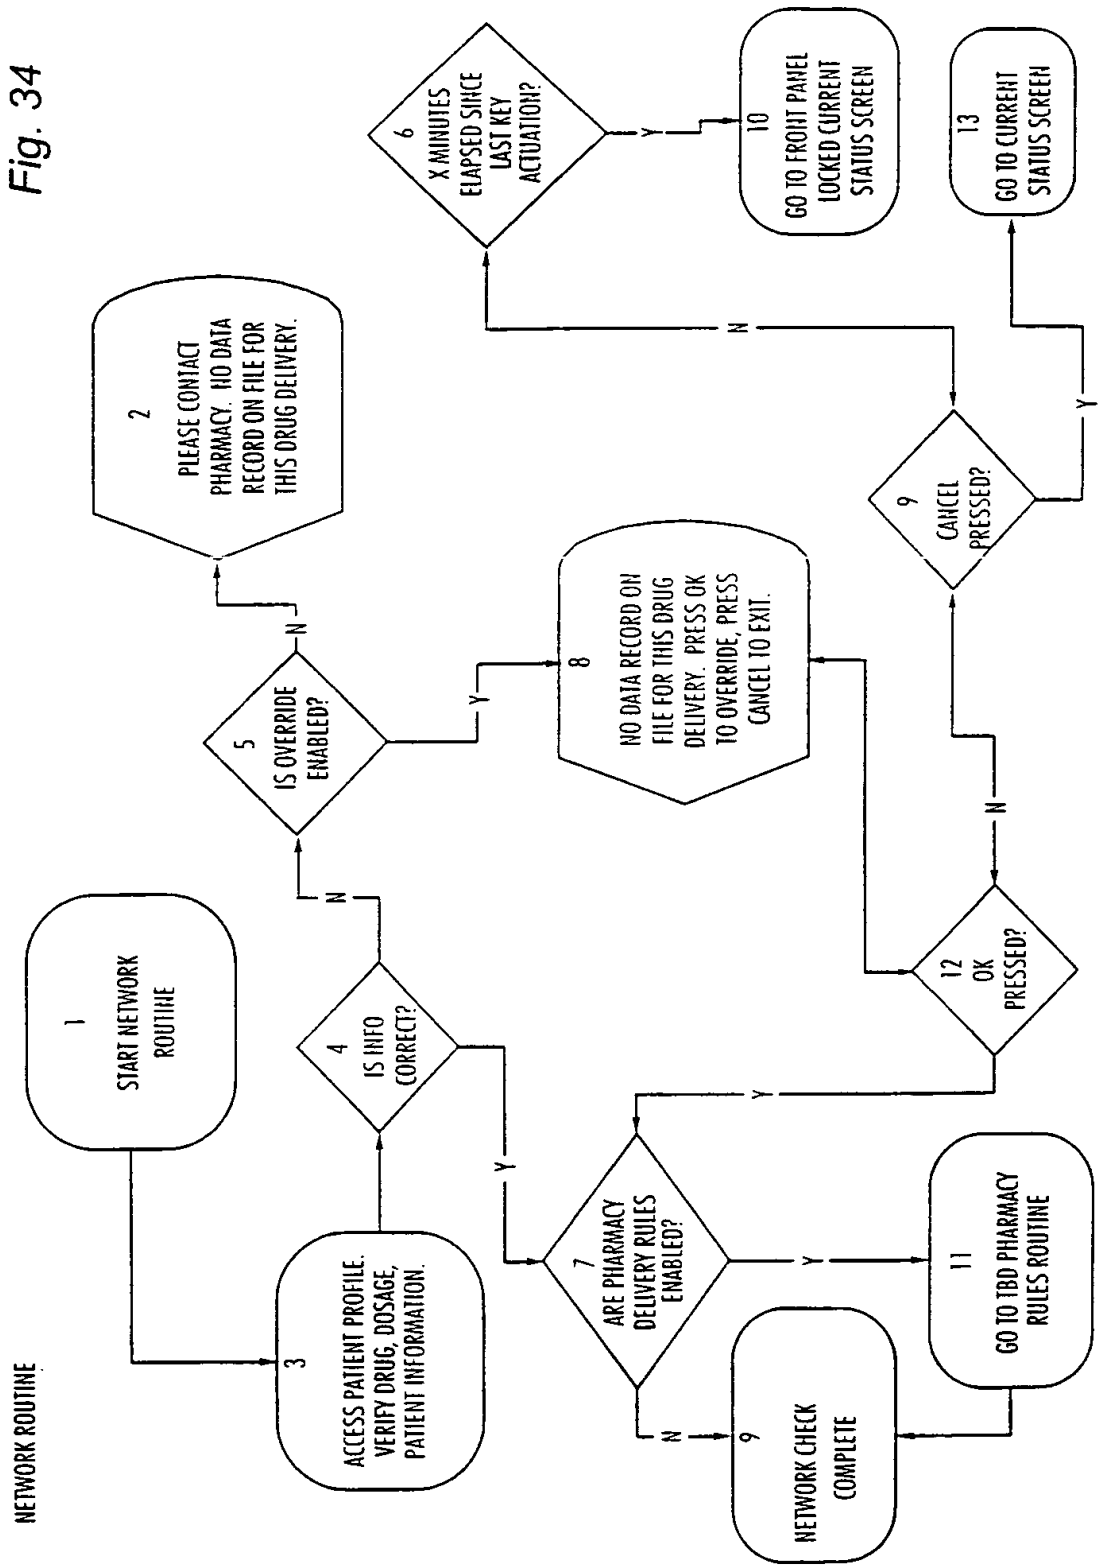 Fig. 34
NETWORK ROUTINE
1
START NETWORK
ROUTINE
2
PLEASE CONTACT
PHARMACY. NO DATA
RECORD ON FILE FOR
THIS DRUG DELIVERY.
3
ACCESS PATIENT PROFILE.
VERIFY DRUG, DOSAGE,
PATIENT INFORMATION.
4
IS INFO
CORRECT?
N
Y
5
IS OVERRIDE
ENABLED?
N
Y
6
X MINUTES
ELAPSED SINCE
LAST KEY
ACTUATION?
Y
N
7
ARE PHARMACY
DELIVERY RULES
ENABLED?
N
Y
8
NO DATA RECORD ON
FILE FOR THIS DRUG
DELIVERY. PRESS OK
TO OVERRIDE, PRESS
CANCEL TO EXIT.
9
NETWORK CHECK
COMPLETE
9
CANCEL
PRESSED?
Y
N
10
GO TO FRONT PANEL
LOCKED CURRENT
STATUS SCREEN
11
GO TO TBD PHARMACY
RULES ROUTINE
12
OK
PRESSED?
Y
13
GO TO CURRENT
STATUS SCREEN